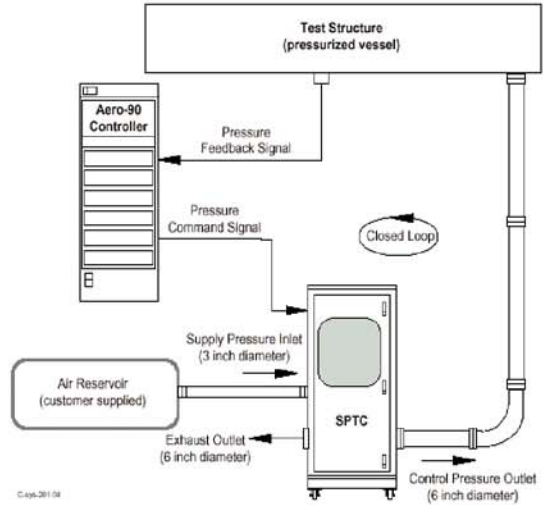 Test Structure
(pressurized vessel)
Aero-90
Controller
Pressure
Feedback Signal
Pressure
Command Signal
Closed Loop
Supply Pressure Inlet
(3 inch diameter)
Air Reservoir
(customer supplied)
SPTC
Exhaust Outlet
(6 inch diameter)
Control Pressure Outlet
(6 inch diameter)